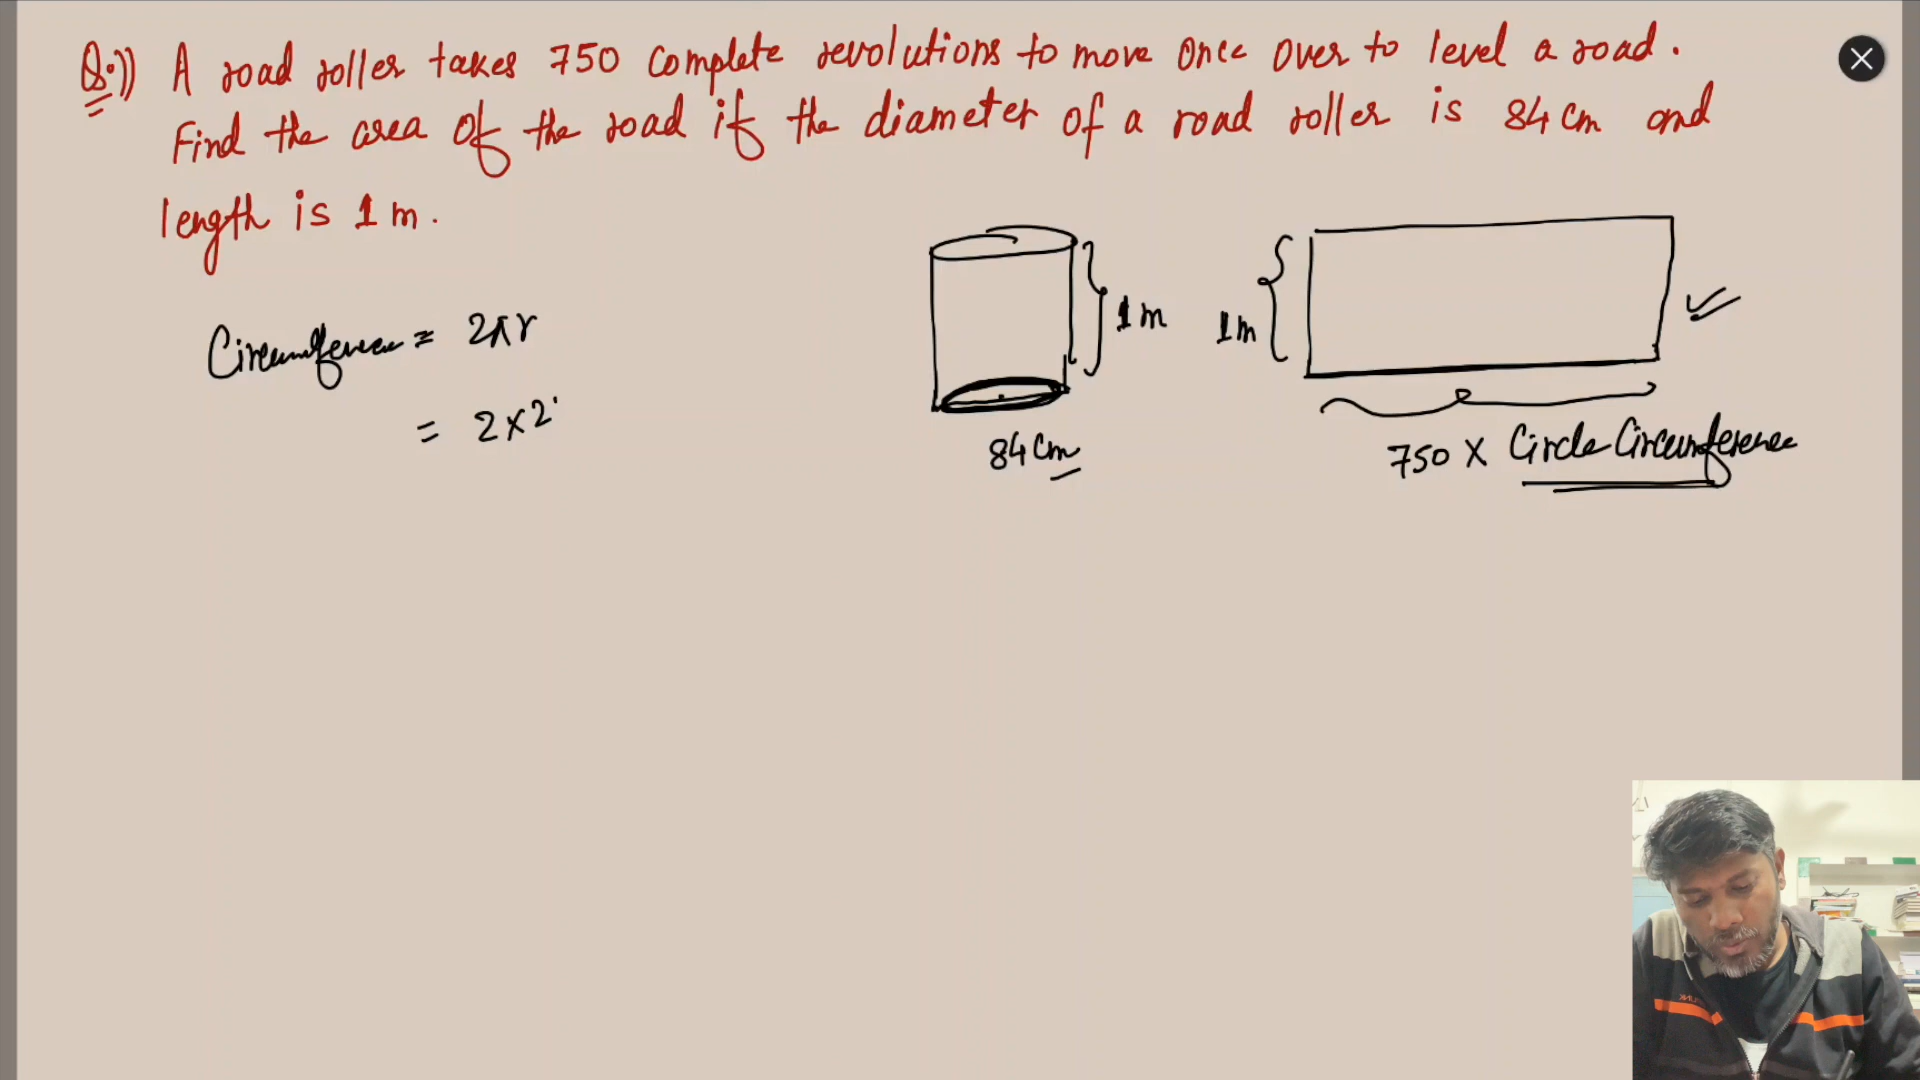 Q.)) A road roller takes 750 complete revolutions to move once over to level a road.
Find the area of the road if the diameter of a road roller is 84 cm and
length is 1 m.
1 m
1m
Circumference = 2πr
= 2×2
84 cm
750 × Circle Circumference